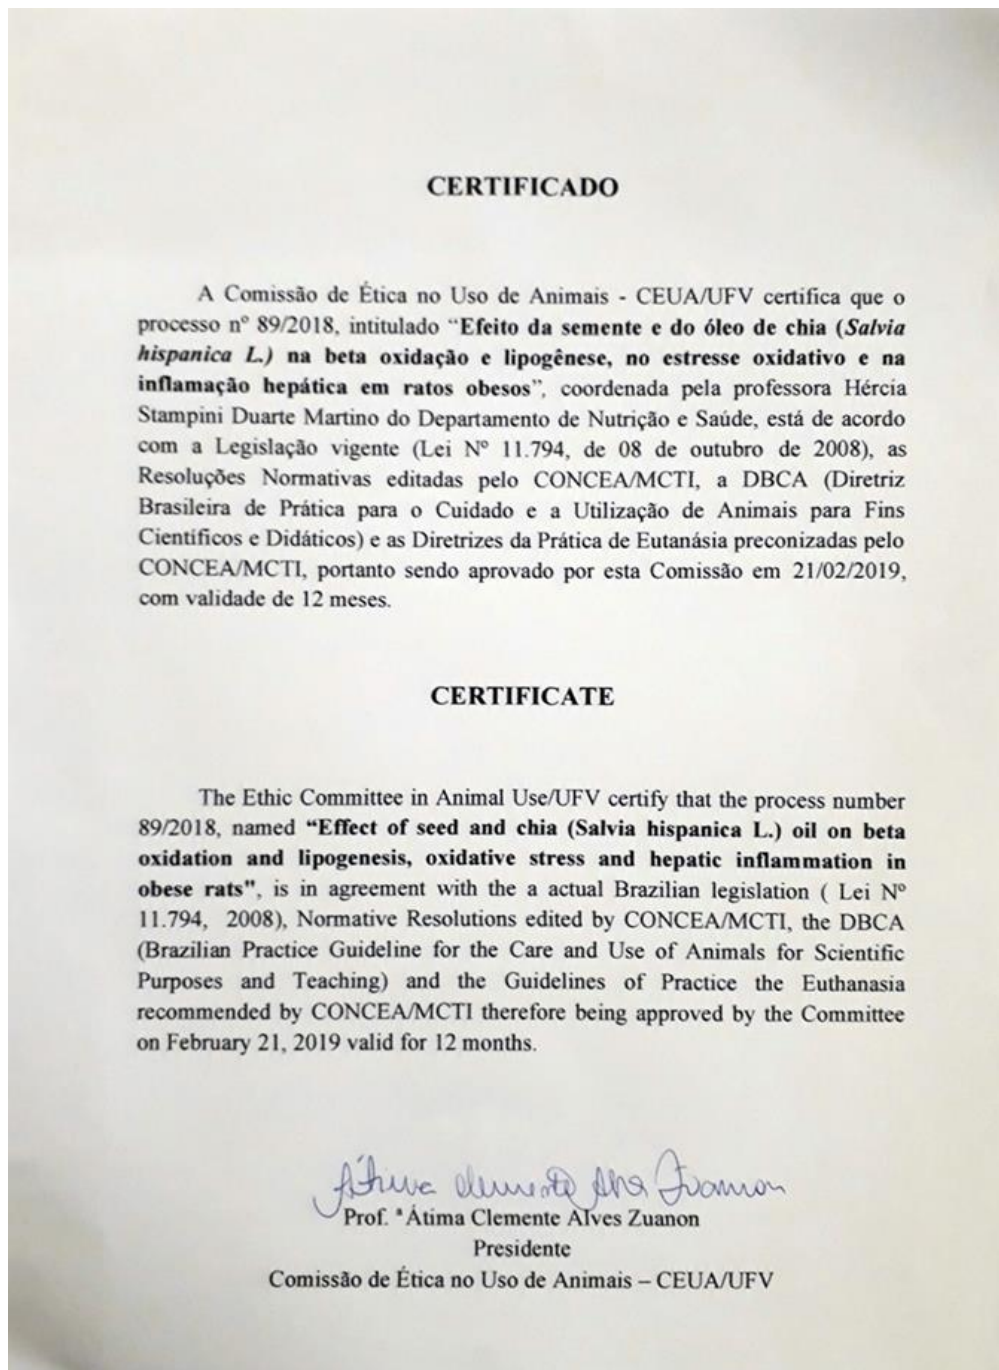 CERTIFICADO
A Comissão de Ética no Uso de Animais - CEUA/UFV certifica que o
processo nº 89/2018, intitulado “Efeito da semente e do óleo de chia (Salvia
hispanica L.) na beta oxidação e lipogênese, no estresse oxidativo e na
inflamação hepática em ratos obesos”, coordenada pela professora Hércia
Stampini Duarte Martino do Departamento de Nutrição e Saúde, está de acordo
com a Legislação vigente (Lei Nº 11.794, de 08 de outubro de 2008), as
Resoluções Normativas editadas pelo CONCEA/MCTI, a DBCA (Diretriz
Brasileira de Prática para o Cuidado e a Utilização de Animais para Fins
Científicos e Didáticos) e as Diretrizes da Prática de Eutanásia preconizadas pelo
CONCEA/MCTI, portanto sendo aprovado por esta Comissão em 21/02/2019,
com validade de 12 meses.
CERTIFICATE
The Ethic Committee in Animal Use/UFV certify that the process number
89/2018, named “Effect of seed and chia (Salvia hispanica L.) oil on beta
oxidation and lipogenesis, oxidative stress and hepatic inflammation in
obese rats", is in agreement with the a actual Brazilian legislation ( Lei Nº
11.794, 2008), Normative Resolutions edited by CONCEA/MCTI, the DBCA
(Brazilian Practice Guideline for the Care and Use of Animals for Scientific
Purposes and Teaching) and the Guidelines of Practice the Euthanasia
recommended by CONCEA/MCTI therefore being approved by the Committee
on February 21, 2019 valid for 12 months.
Átima Clemente Alves Zuanon
Prof. ª Átima Clemente Alves Zuanon
Presidente
Comissão de Ética no Uso de Animais – CEUA/UFV